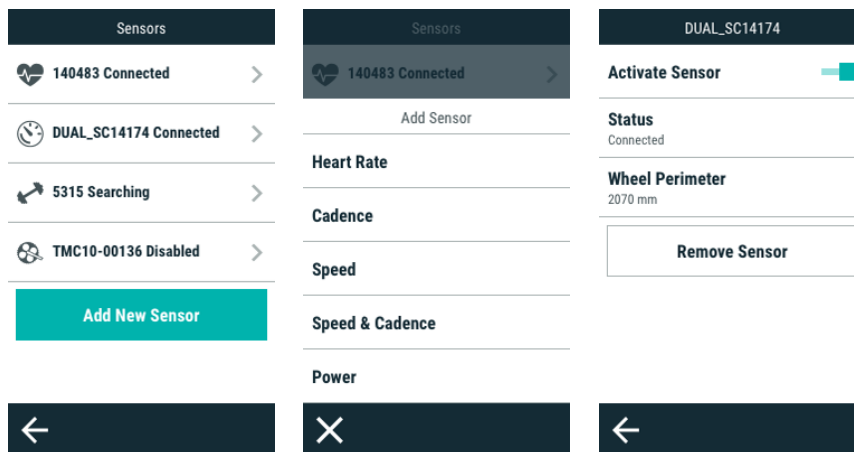 Sensors
140483 Connected
DUAL_SC14174 Connected
5315 Searching
TMC10-00136 Disabled
Add New Sensor
Sensors
140483 Connected
Add Sensor
Heart Rate
Cadence
Speed
Speed & Cadence
Power
DUAL_SC14174
Activate Sensor
Status
Connected
Wheel Perimeter
2070 mm
Remove Sensor